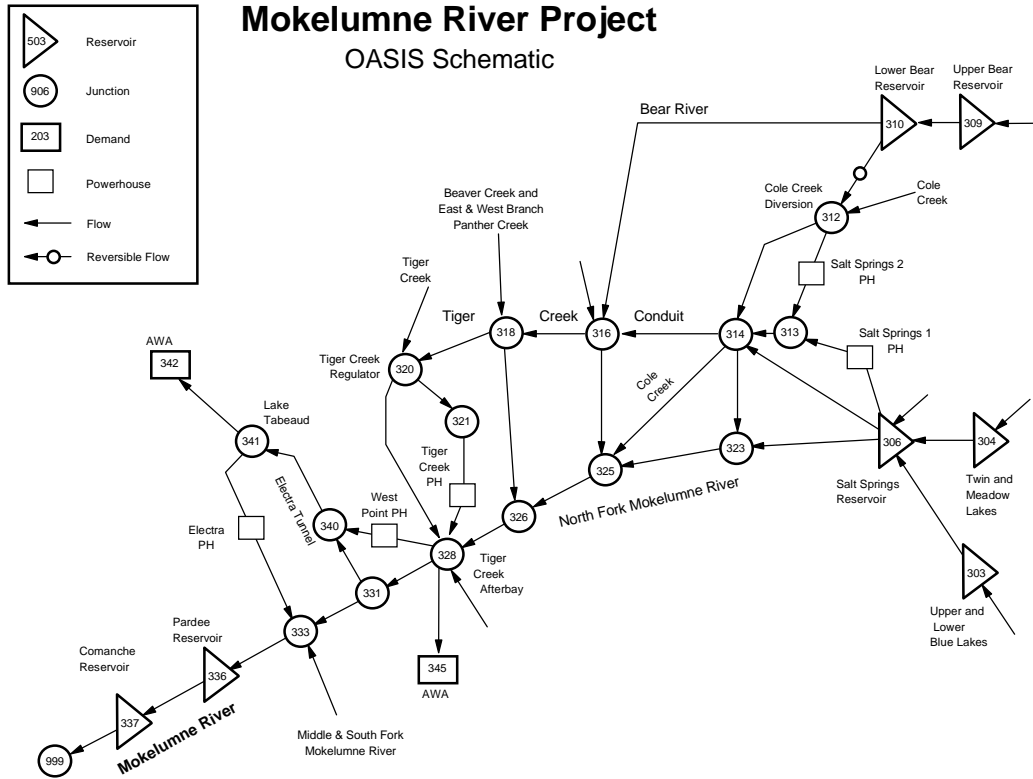 Mokelumne River Project
OASIS Schematic
503
Reservoir
906
Junction
203
Demand
Powerhouse
Flow
Reversible Flow
Lower Bear
Reservoir
Upper Bear
Reservoir
Bear River
310
309
Cole Creek
Diversion
Cole
Creek
312
Beaver Creek and
East & West Branch
Panther Creek
Salt Springs 2
PH
Tiger
Creek
Tiger
Creek
Conduit
318
316
314
313
Salt Springs 1
PH
AWA
342
Tiger Creek
Regulator
320
Cole
Creek
Lake
Tabeaud
321
341
Tiger
Creek
PH
306
304
323
325
Salt Springs
Reservoir
Twin and
Meadow
Lakes
Electra Tunnel
West
Point PH
326
North Fork Mokelumne River
Electra
PH
340
328
Tiger
Creek
Afterbay
303
331
Upper and
Lower
Blue Lakes
Pardee
Reservoir
333
Comanche
Reservoir
336
345
AWA
337
Mokelumne River
Middle & South Fork
Mokelumne River
999